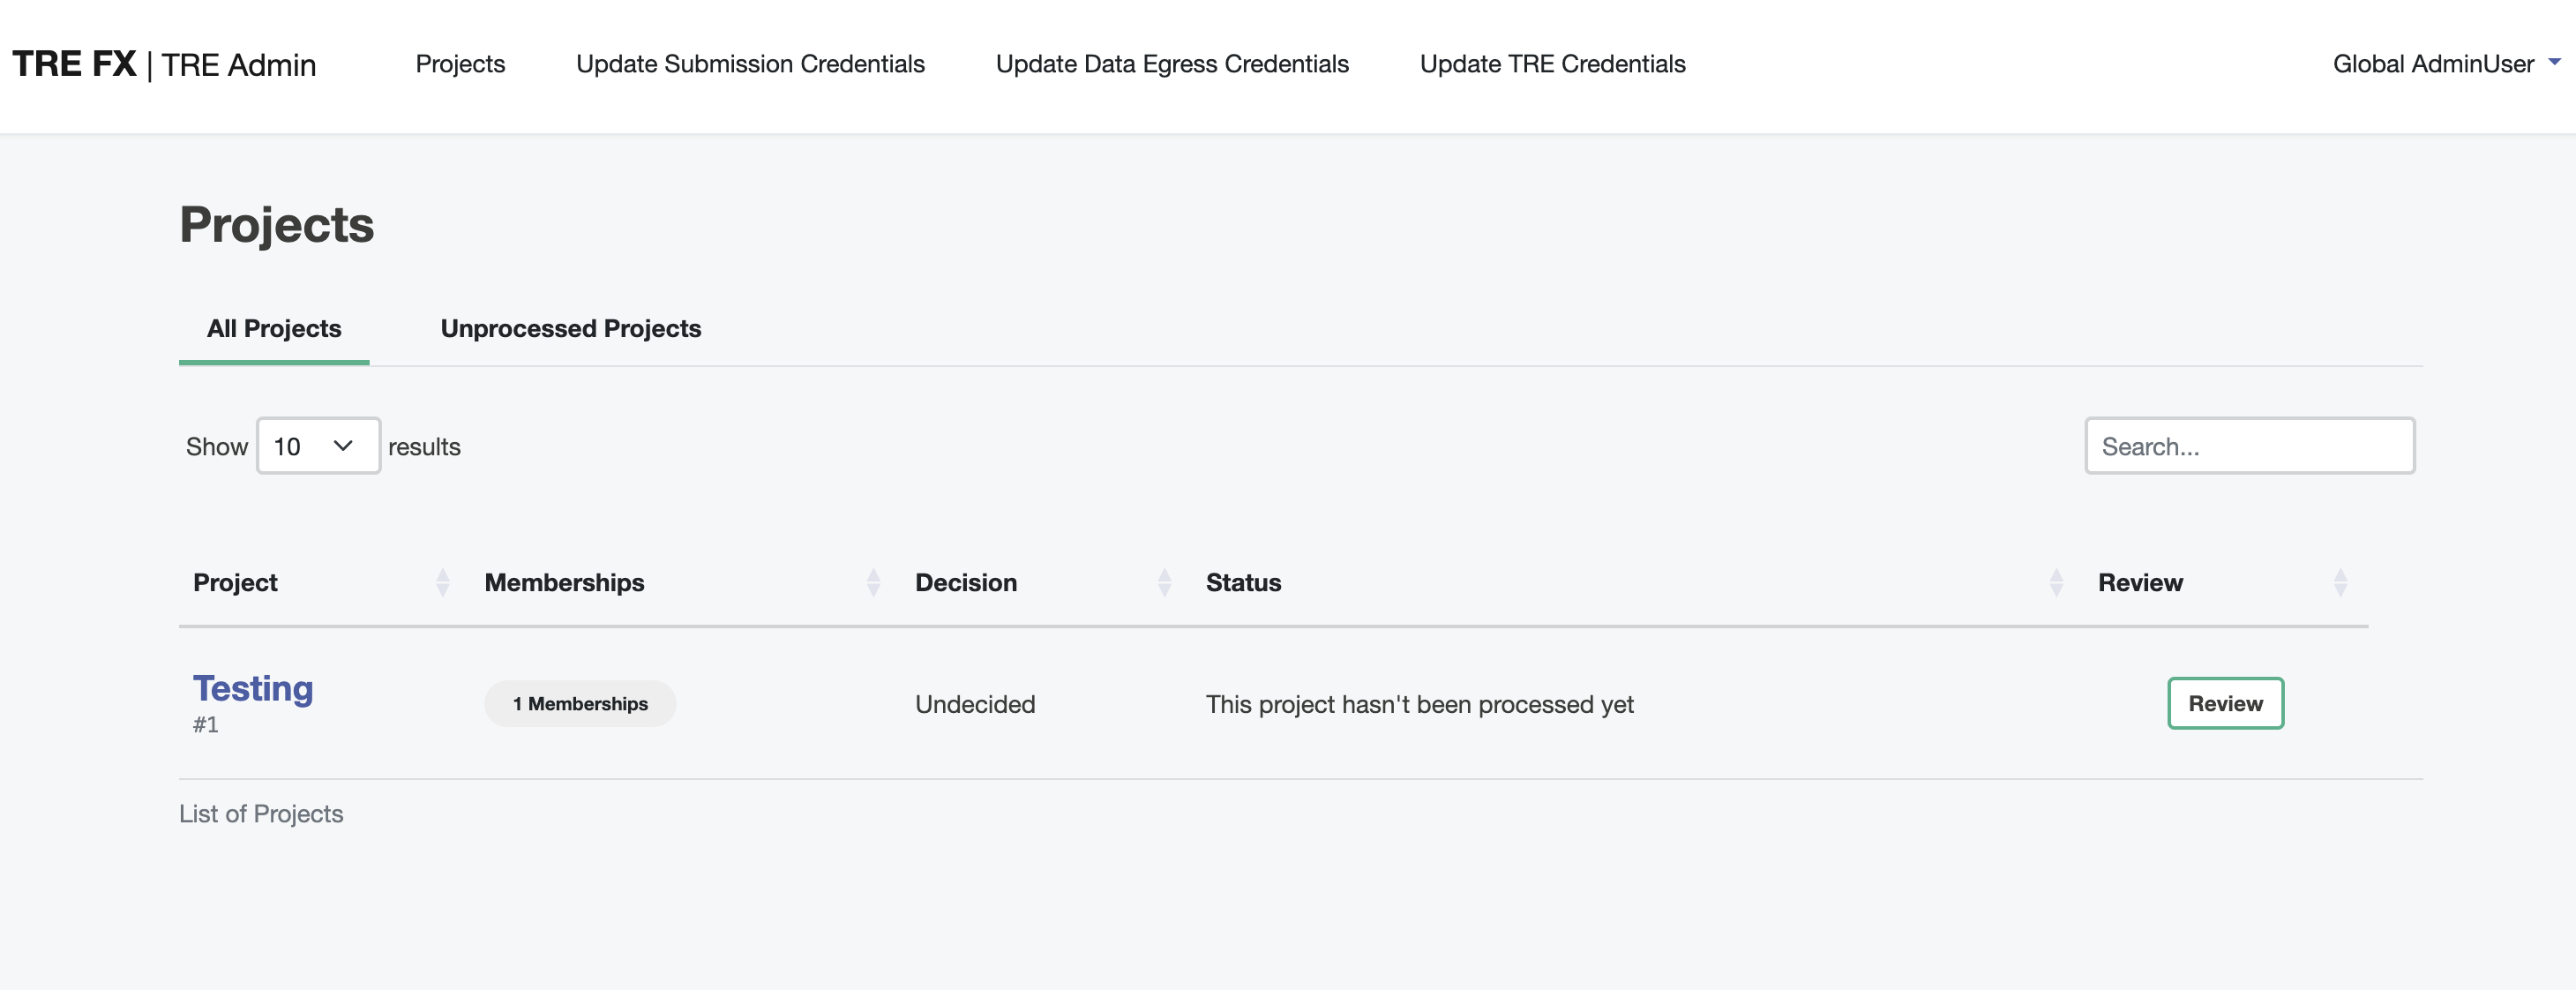 TRE FX | TRE Admin Projects Update Submission Credentials Update Data Egress Credentials Update TRE Credentials Global AdminUser
Projects
All Projects Unprocessed Projects
Show 10 results Search...
Project Memberships Decision Status Review
Testing
#1
1 Memberships Undecided This project hasn't been processed yet Review
List of Projects